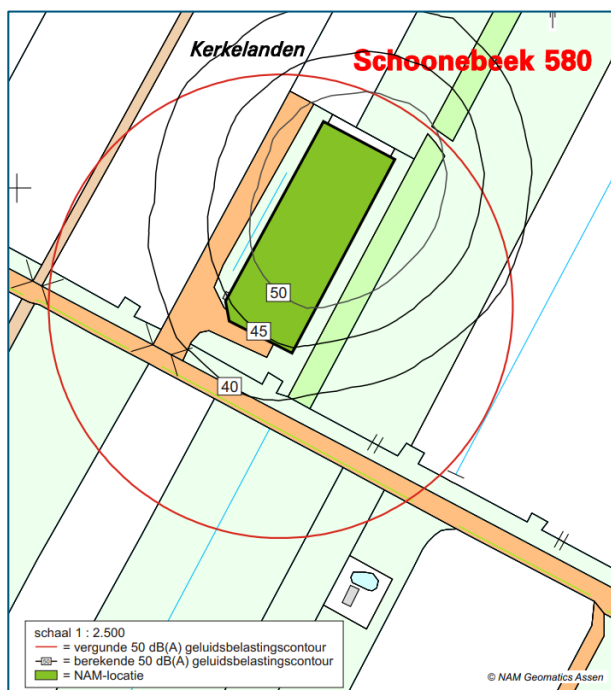 Kerkelanden
Schoonebeek 580
50
45
40
schaal 1 : 2.500
= vergunde 50 dB(A) geluidsbelastingscontour
= berekende 50 dB(A) geluidsbelastingscontour
= NAM-locatie
© NAM Geomatics Assen